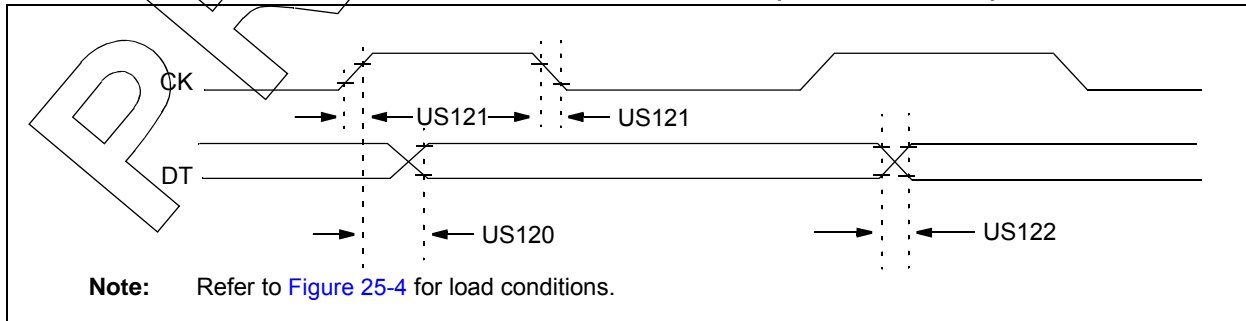 CK
US121 US121
DT
US120 US122
Note: Refer to Figure 25-4 for load conditions.